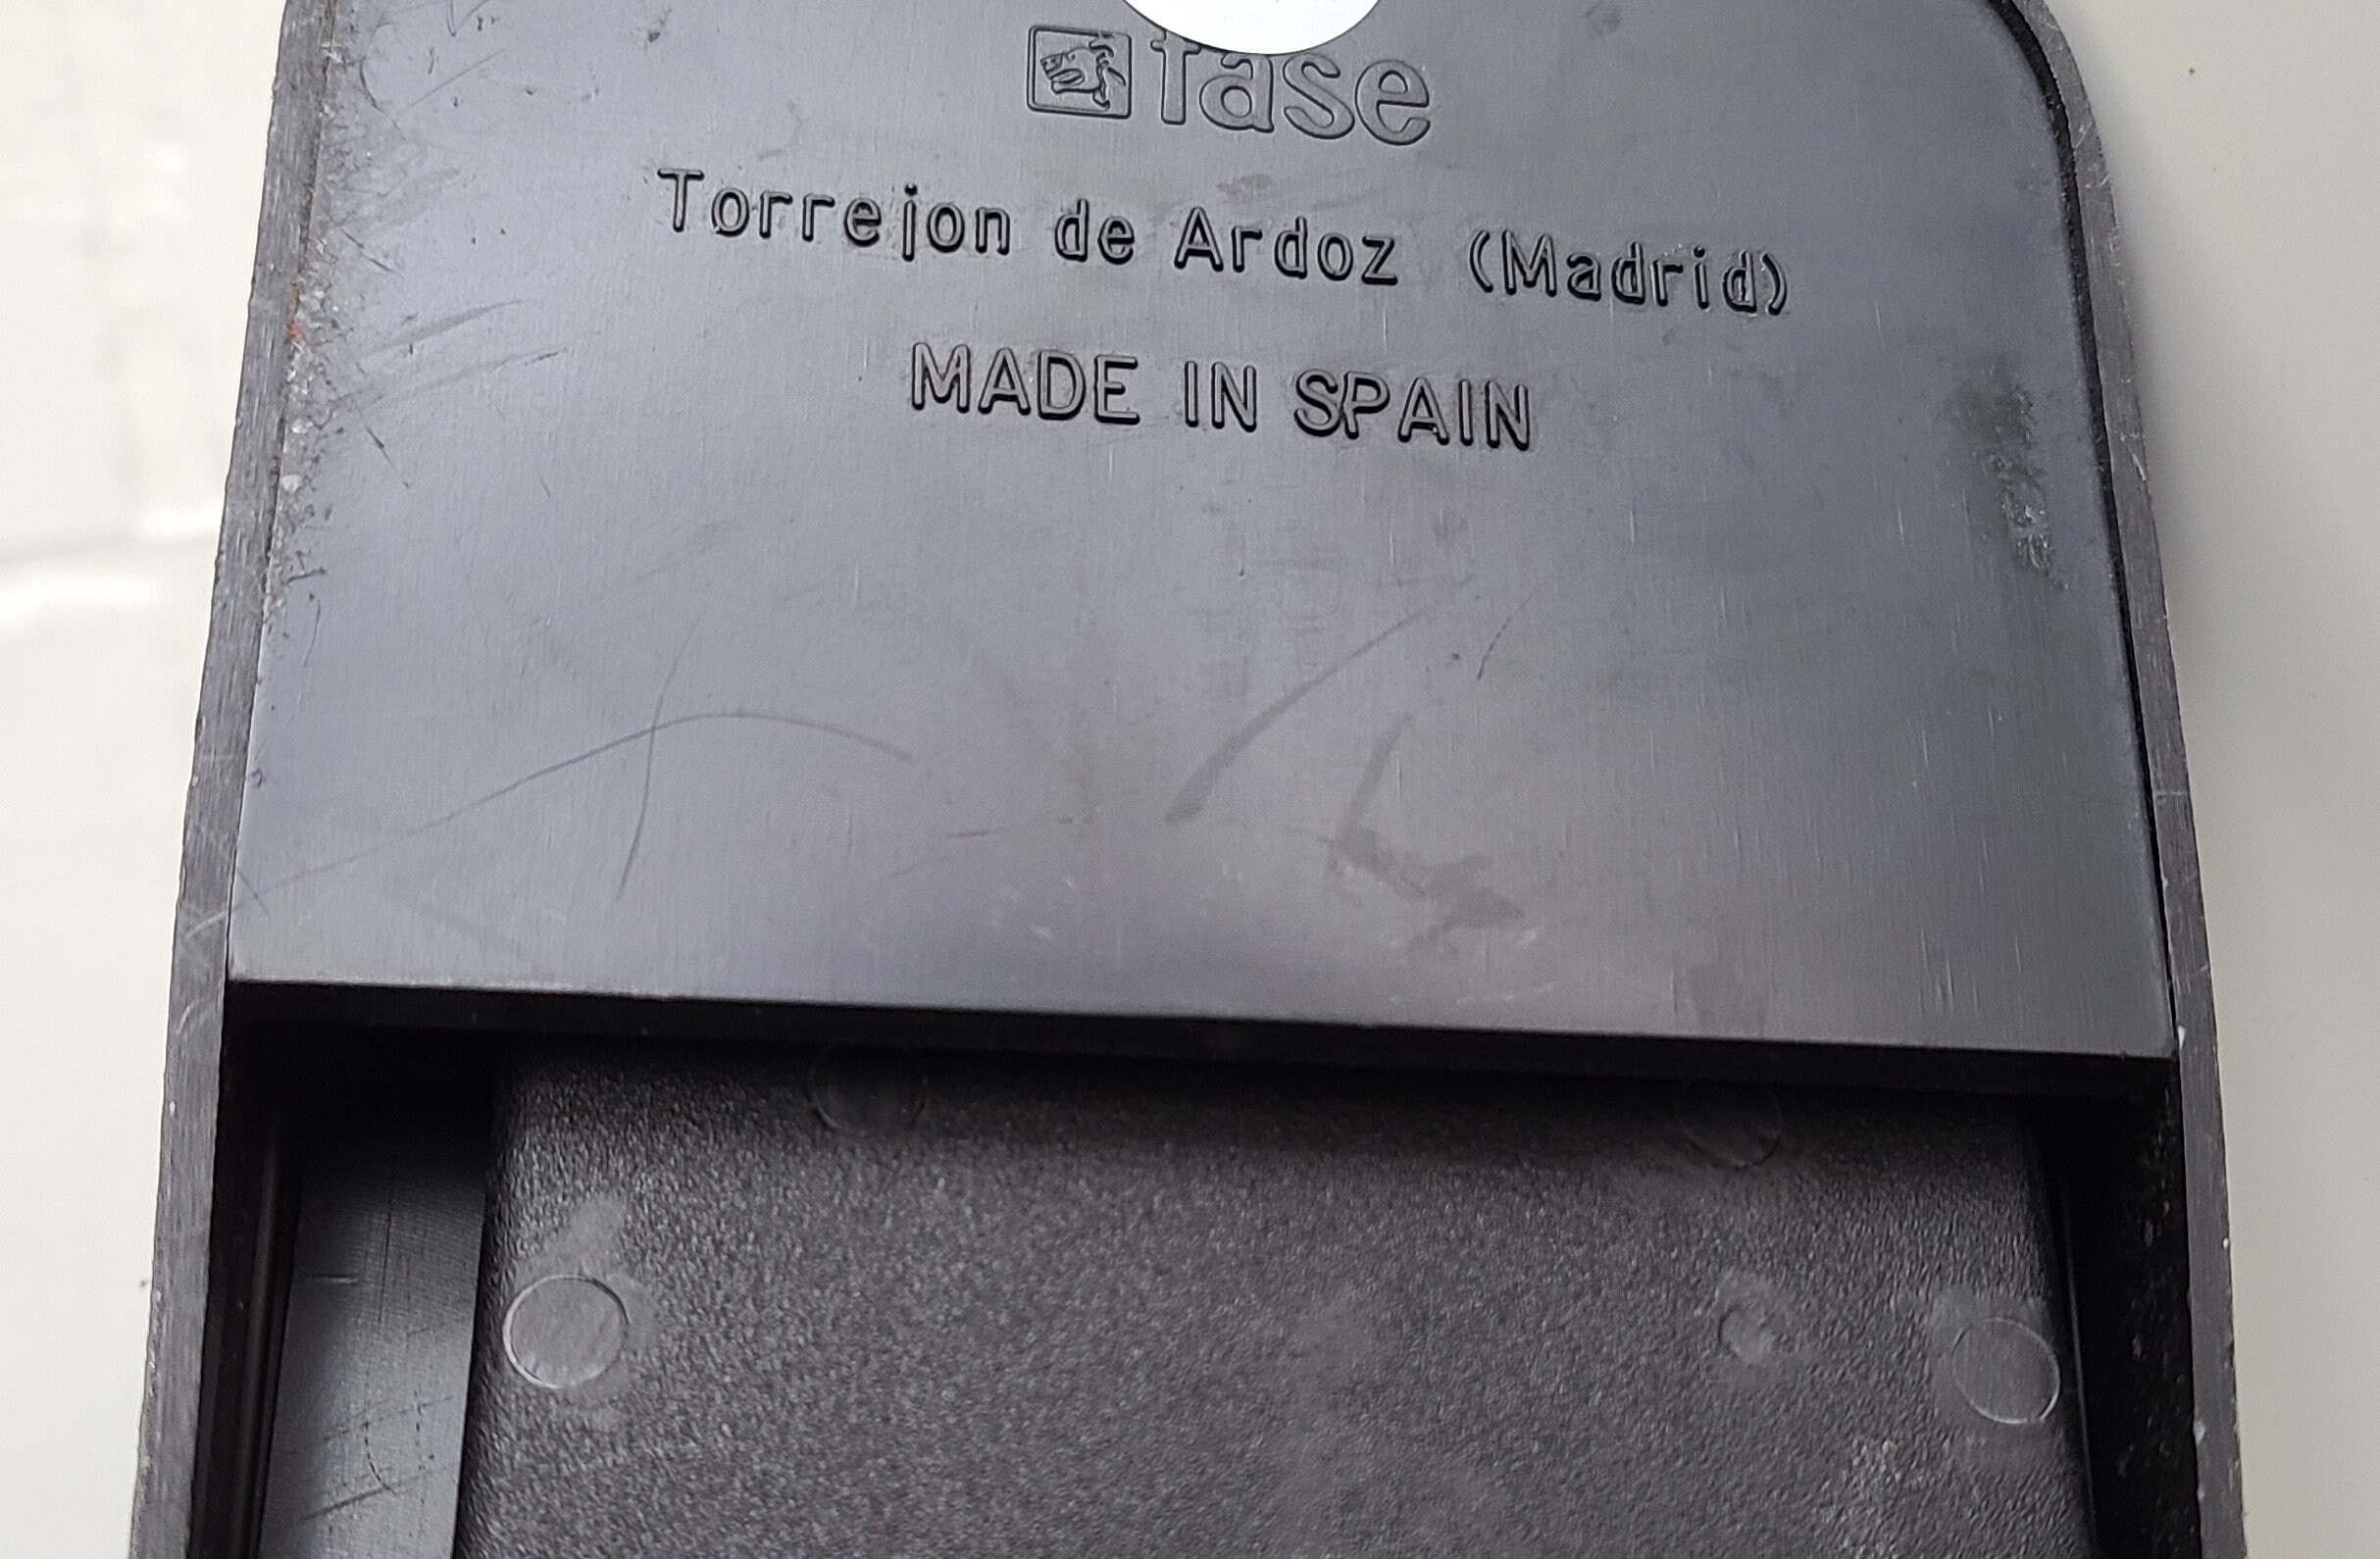 fase
Torrejon de Ardoz (Madrid)
MADE IN SPAIN